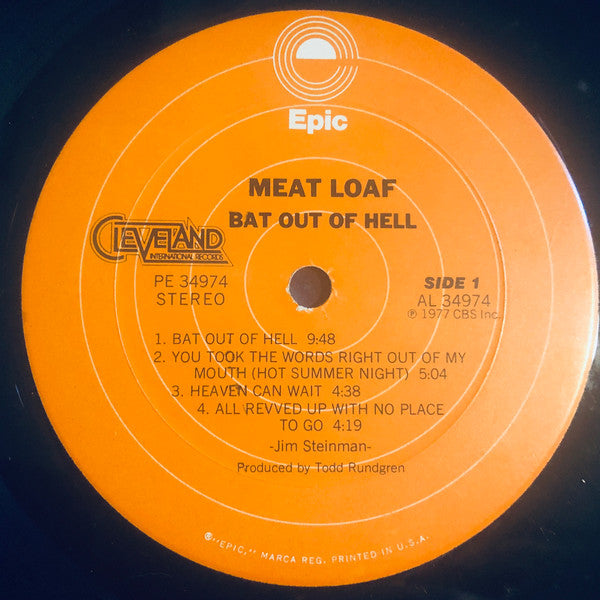 Epic
MEAT LOAF
BAT OUT OF HELL
CLEVELAND
INTERNATIONAL RECORDS
PE 34974
STEREO
SIDE 1
AL 34974
℗ 1977 CBS Inc.
1. BAT OUT OF HELL 9:48
2. YOU TOOK THE WORDS RIGHT OUT OF MY
MOUTH (HOT SUMMER NIGHT) 5:04
3. HEAVEN CAN WAIT 4:38
4. ALL REVVED UP WITH NO PLACE
TO GO 4:19
-Jim Steinman-
Produced by Todd Rundgren
®"EPIC," MARCA REG. PRINTED IN U.S.A.